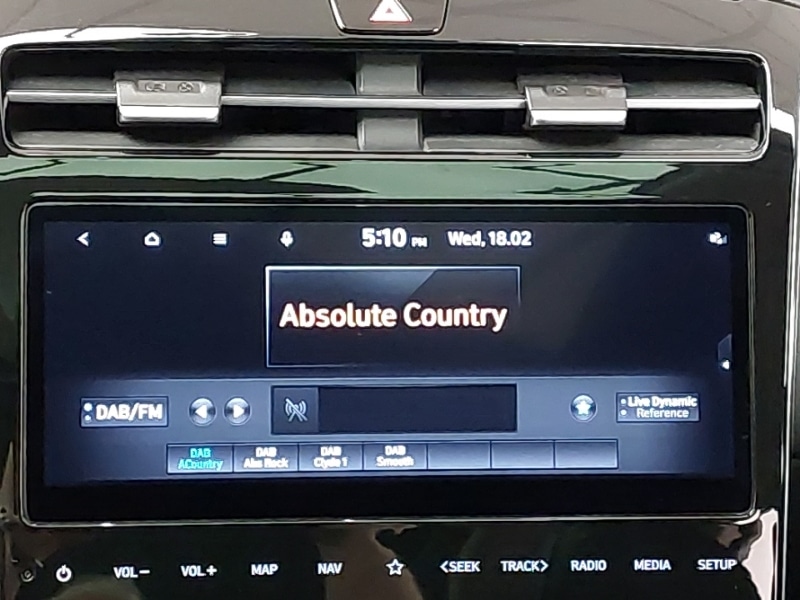 5:10 PM Wed, 18.02
Absolute Country
DAB/FM
Live Dynamic
Reference
DAB
ACountry
DAB
Abs Rock
DAB
Clyde 1
DAB
Smooth
VOL− VOL+ MAP NAV <SEEK TRACK> RADIO MEDIA SETUP